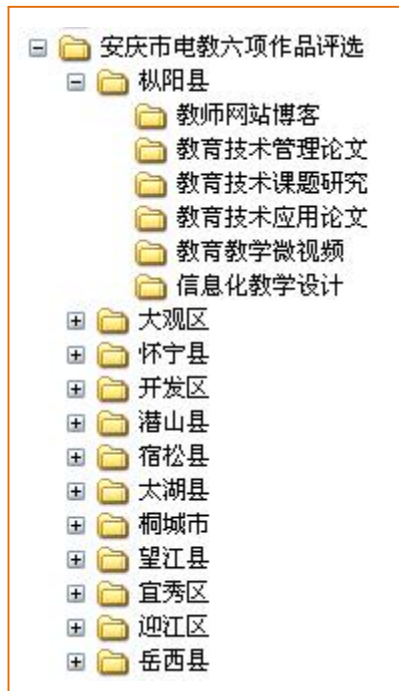 安庆市电教六项作品评选
枞阳县
教师网站博客
教育技术管理论文
教育技术课题研究
教育技术应用论文
教育教学微视频
信息化教学设计
大观区
怀宁县
开发区
潜山县
宿松县
太湖县
桐城市
望江县
宜秀区
迎江区
岳西县